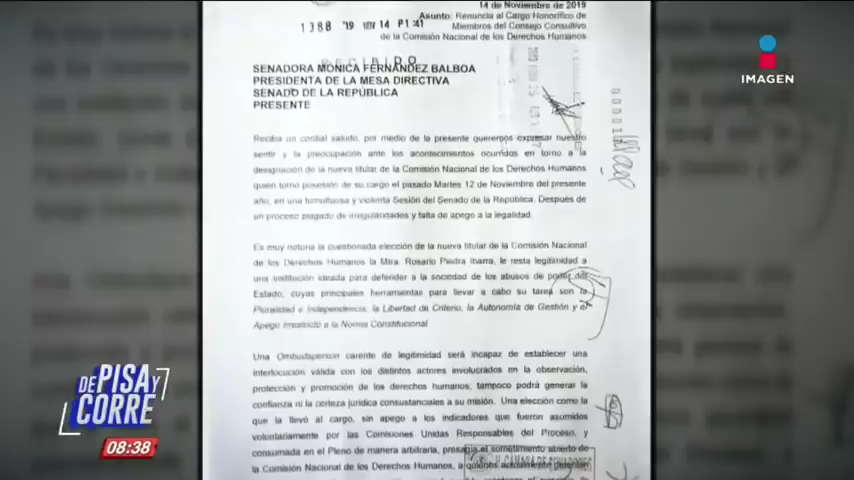 14 de Noviembre de 2019
1388 '19 NOV 14 P1:41
Asunto: Renuncia al Cargo Honorífico de
Miembros del Consejo Consultivo
de la Comisión Nacional de los Derechos Humanos
RECIBIDO
SENADORA MÓNICA FERNÁNDEZ BALBOA
PRESIDENTA DE LA MESA DIRECTIVA
SENADO DE LA REPÚBLICA
PRESENTE
IMAGEN
Reciba un cordial saludo, por medio de la presente queremos expresar nuestro
sentir y la preocupación ante los acontecimientos ocurridos en torno a la
designación de la nueva titular de la Comisión Nacional de los Derechos Humanos
quien tomó posesión de su cargo el pasado Martes 12 de Noviembre del presente
año, en una tumultuosa y violenta Sesión del Senado de la República. Después de
un proceso plagado de irregularidades y falta de apego a la legalidad.
Es muy notoria la cuestionada elección de la nueva titular de la Comisión Nacional
de los Derechos Humanos la Mtra. Rosario Piedra Ibarra, le resta legitimidad a
una institución ideada para defender a la sociedad de los abusos de poder del
Estado, cuyas principales herramientas para llevar a cabo su tarea son la
Pluralidad e Independencia, la Libertad de Criterio, la Autonomía de Gestión y el
Apego Irrestricto a la Norma Constitucional
Una Ombudsperson carente de legitimidad será incapaz de establecer una
interlocución válida con los distintos actores involucrados en la observación,
protección y promoción de los derechos humanos; tampoco podrá generar la
confianza ni la certeza jurídica consustanciales a su misión. Una elección como la
que la llevó al cargo, sin apego a los indicadores que fueron asumidos
voluntariamente por las Comisiones Unidas Responsables del Proceso, y
consumada en el Pleno de manera arbitraria, presagia el sometimiento abierto de
la Comisión Nacional de los Derechos Humanos, a quienes actualmente detentan
H. CÁMARA DE SENADORES
DE PISA Y
CORRE
08:38